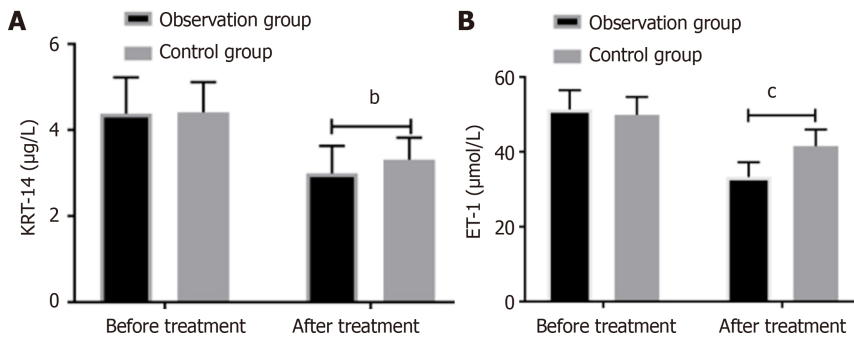 A
Observation group
Control group
6
4
2
0
KRT-14 (μg/L)
b
Before treatment
After treatment
B
Observation group
Control group
60
40
20
0
ET-1 (μmol/L)
c
Before treatment
After treatment